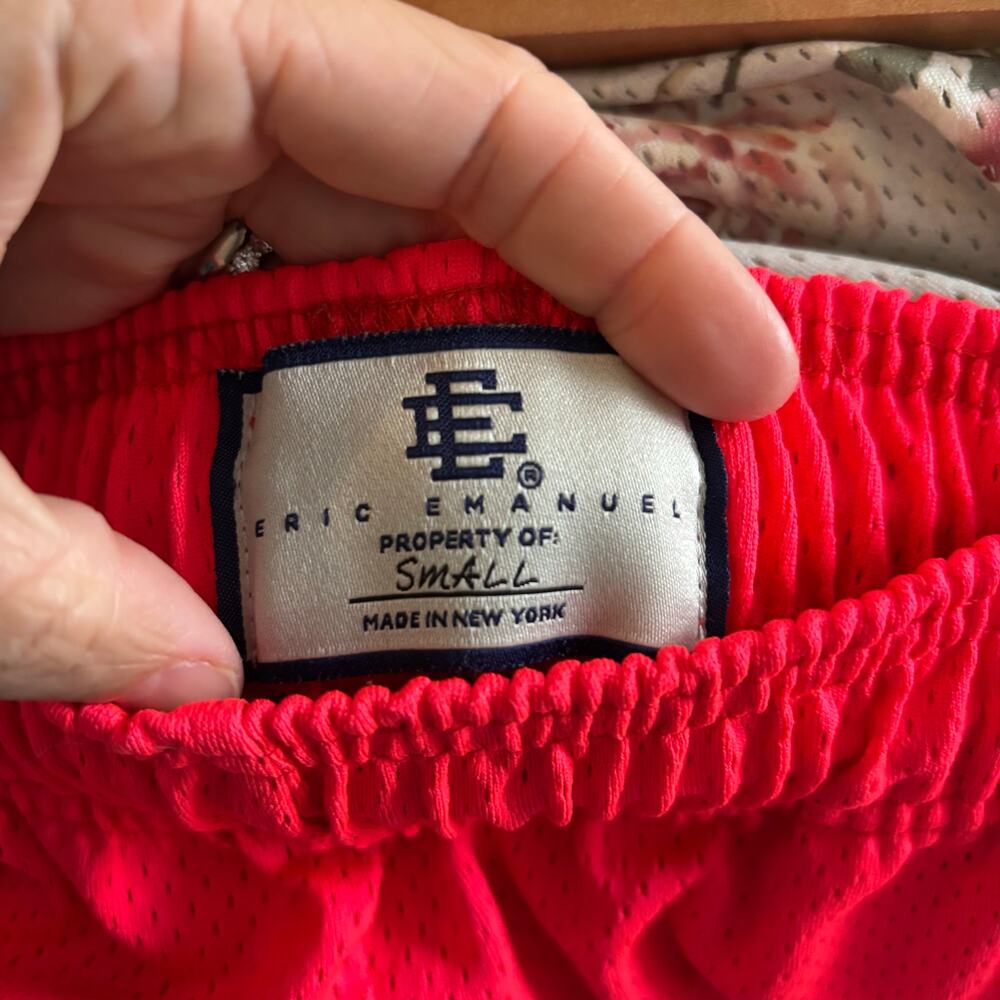 EE®
ERIC EMANUEL
PROPERTY OF:
SMALL
MADE IN NEW YORK